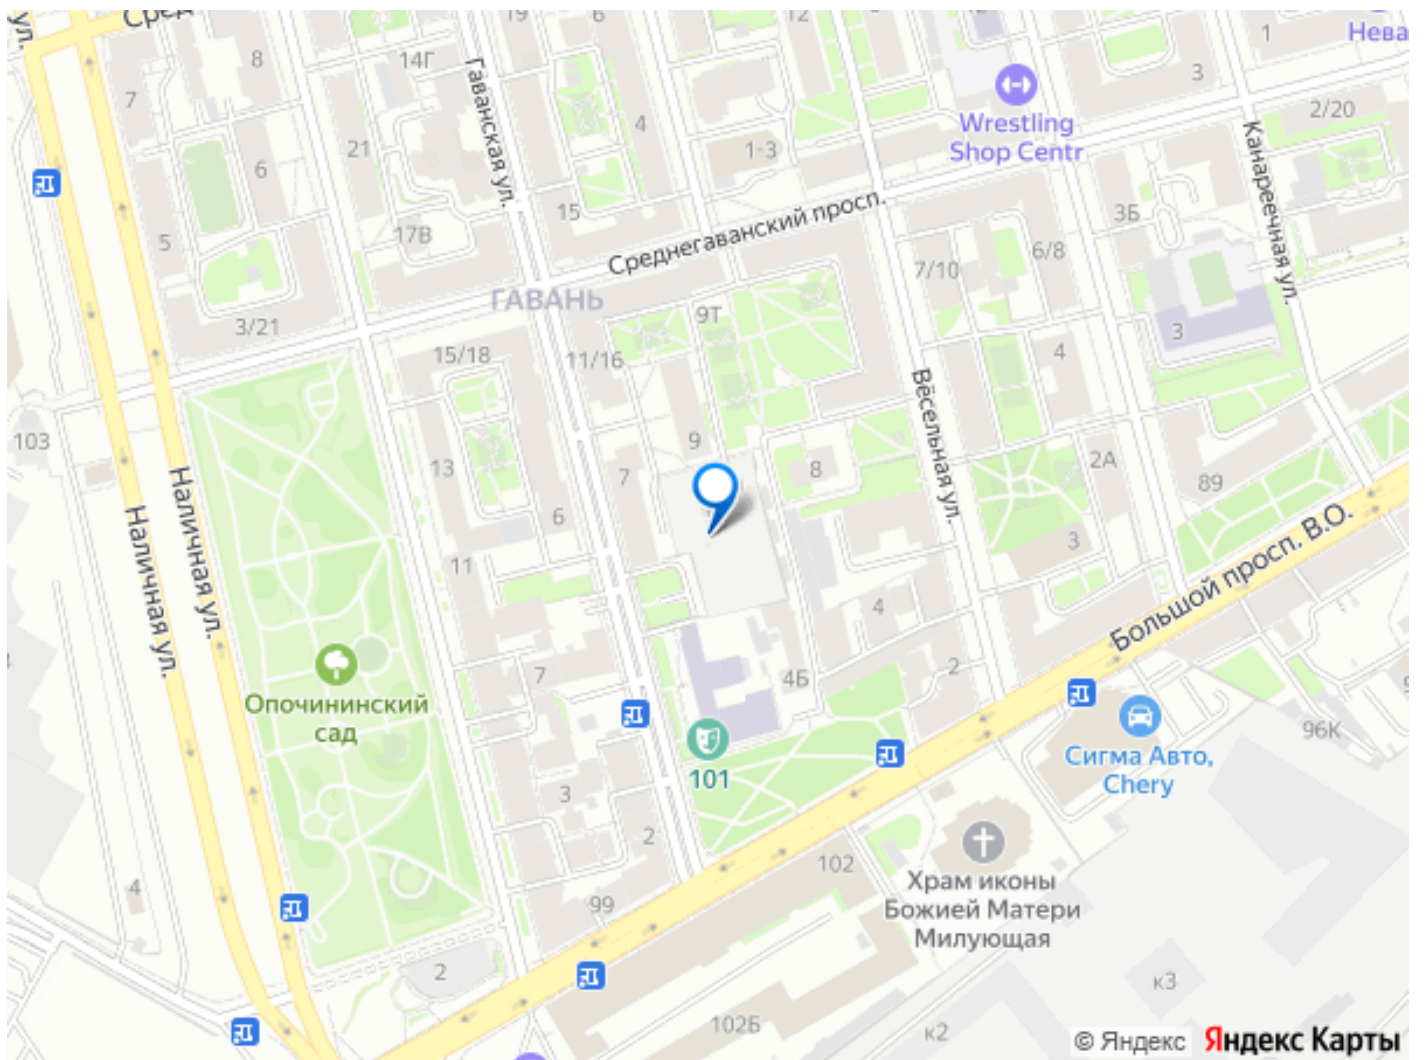 ул.
19
6
12
1
Нева
8
14Г
3
7
Гаванская ул.
4
Wrestling
Shop Centr
2/20
21
1-3
Канареечная ул.
6
15
Среднегаванский просп.
3Б
5
17В
6/8
7/10
ГАВАНЬ
9Т
3/21
3
15/18
11/16
4
Вёсельная ул.
103
9
13
7
8
2А
89
Наличная ул.
Наличная ул.
6
Большой просп. В.О.
11
3
4
7
4Б
2
Опочининский
сад
96К
Сигма Авто,
Chery
101
3
2
102
Храм иконы
Божией Матери
Милующая
4
99
2
к3
102Б
к2
© Яндекс
Яндекс Карты